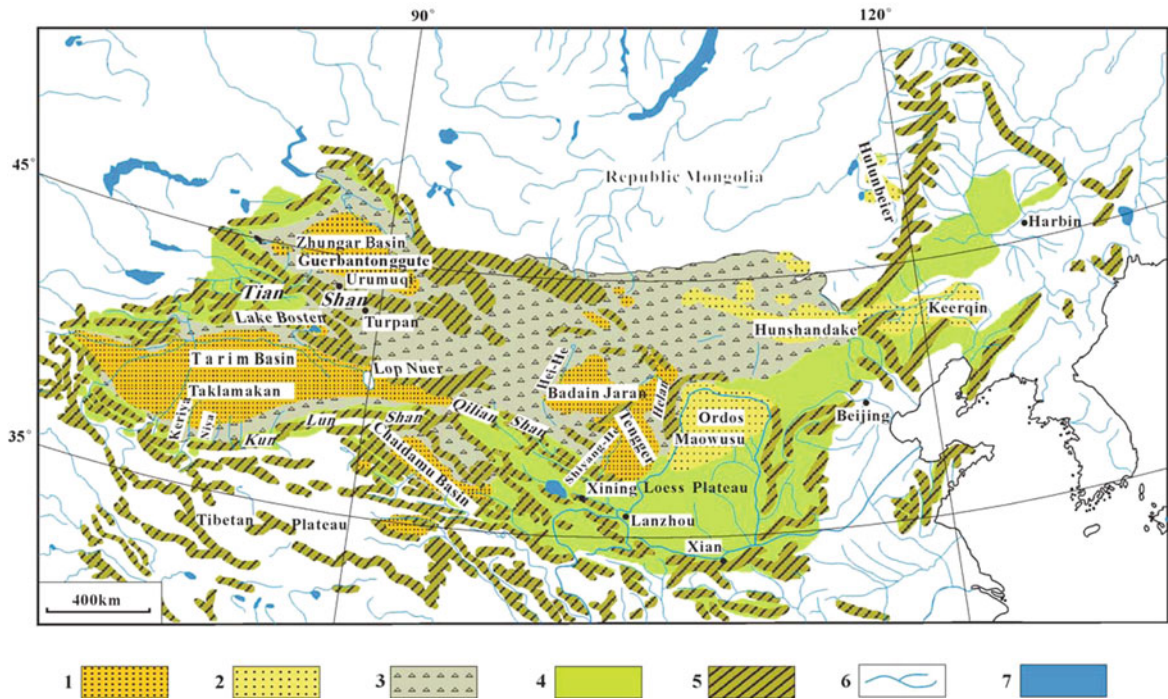 90°
120°
45°
Republic Mongolia
Hulunbeier
Harbin
Zhungar Basin
Guerbantonggute
Urumuqi
Tian
Shan
Lake Bosten
Turpan
Hunshandake
Keerqin
Tarim Basin
Lop Nuer
Hei-He
Taklamakan
Badain Jaran
Helan
Beijing
Ordos
Keriya
Niya
Qilian
Shan
35°
Kun
Lun
Shan
Maowusu
Tengger
Shiyang-He
Chaidamu Basin
Xining
Loess Plateau
Lanzhou
Tibetan
Plateau
Xian
400km
1
2
3
4
5
6
7